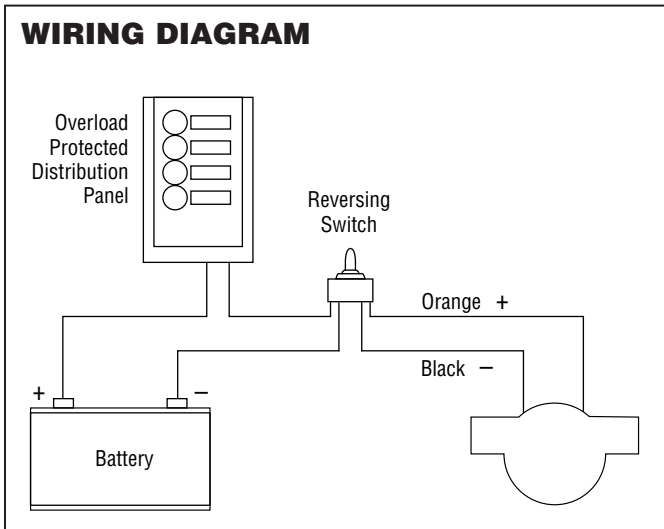 WIRING DIAGRAM
Overload
Protected
Distribution
Panel
Reversing
Switch
Orange +
Black −
+
−
Battery